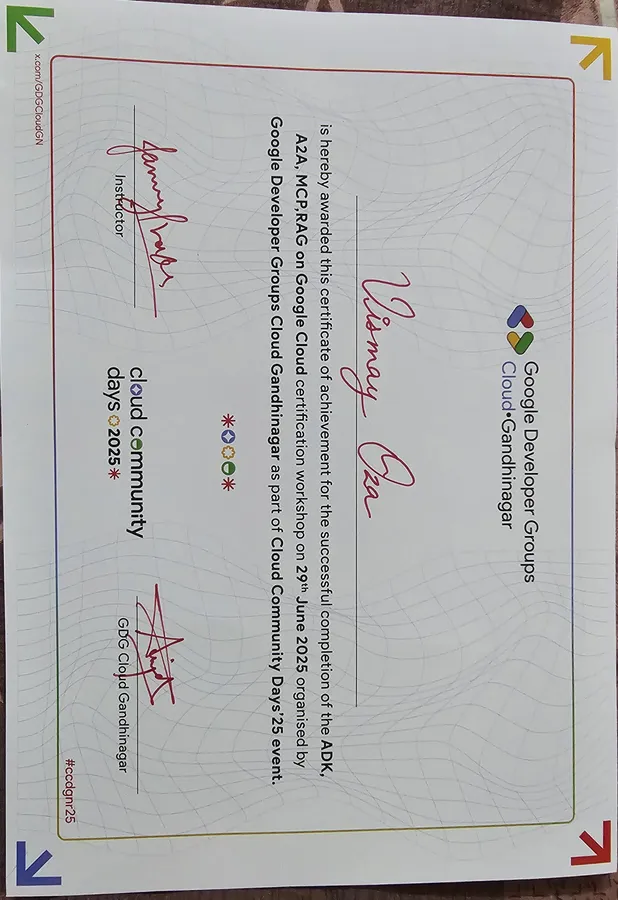 Google Developer Groups
Cloud•Gandhinagar
Vismay Oza
is hereby awarded this certificate of achievement for the successful completion of the ADK,
A2A, MCP,RAG on Google Cloud certification workshop on 29th June 2025 organised by
Google Developer Groups Cloud Gandhinagar as part of Cloud Community Days'25 event.
Instructor
cloud community
days 2025
GDG Cloud Gandhinagar
x.com/GDGCloudGN
#ccdgnr25